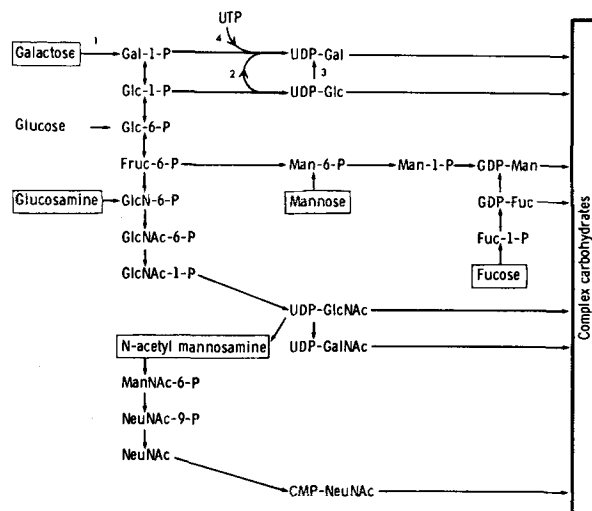 UTP
Galactose 1 Gal-1-P 4 UDP-Gal
2 3
Glc-1-P UDP-Glc
Glucose Glc-6-P
Fruc-6-P Man-6-P Man-1-P GDP-Man
Glucosamine GlcN-6-P Mannose GDP-Fuc
GlcNAc-6-P Fuc-1-P
GlcNAc-1-P Fucose
UDP-GlcNAc
N-acetyl mannosamine UDP-GalNAc
ManNAc-6-P
NeuNAc-9-P
NeuNAc
CMP-NeuNAc
Complex carbohydrates